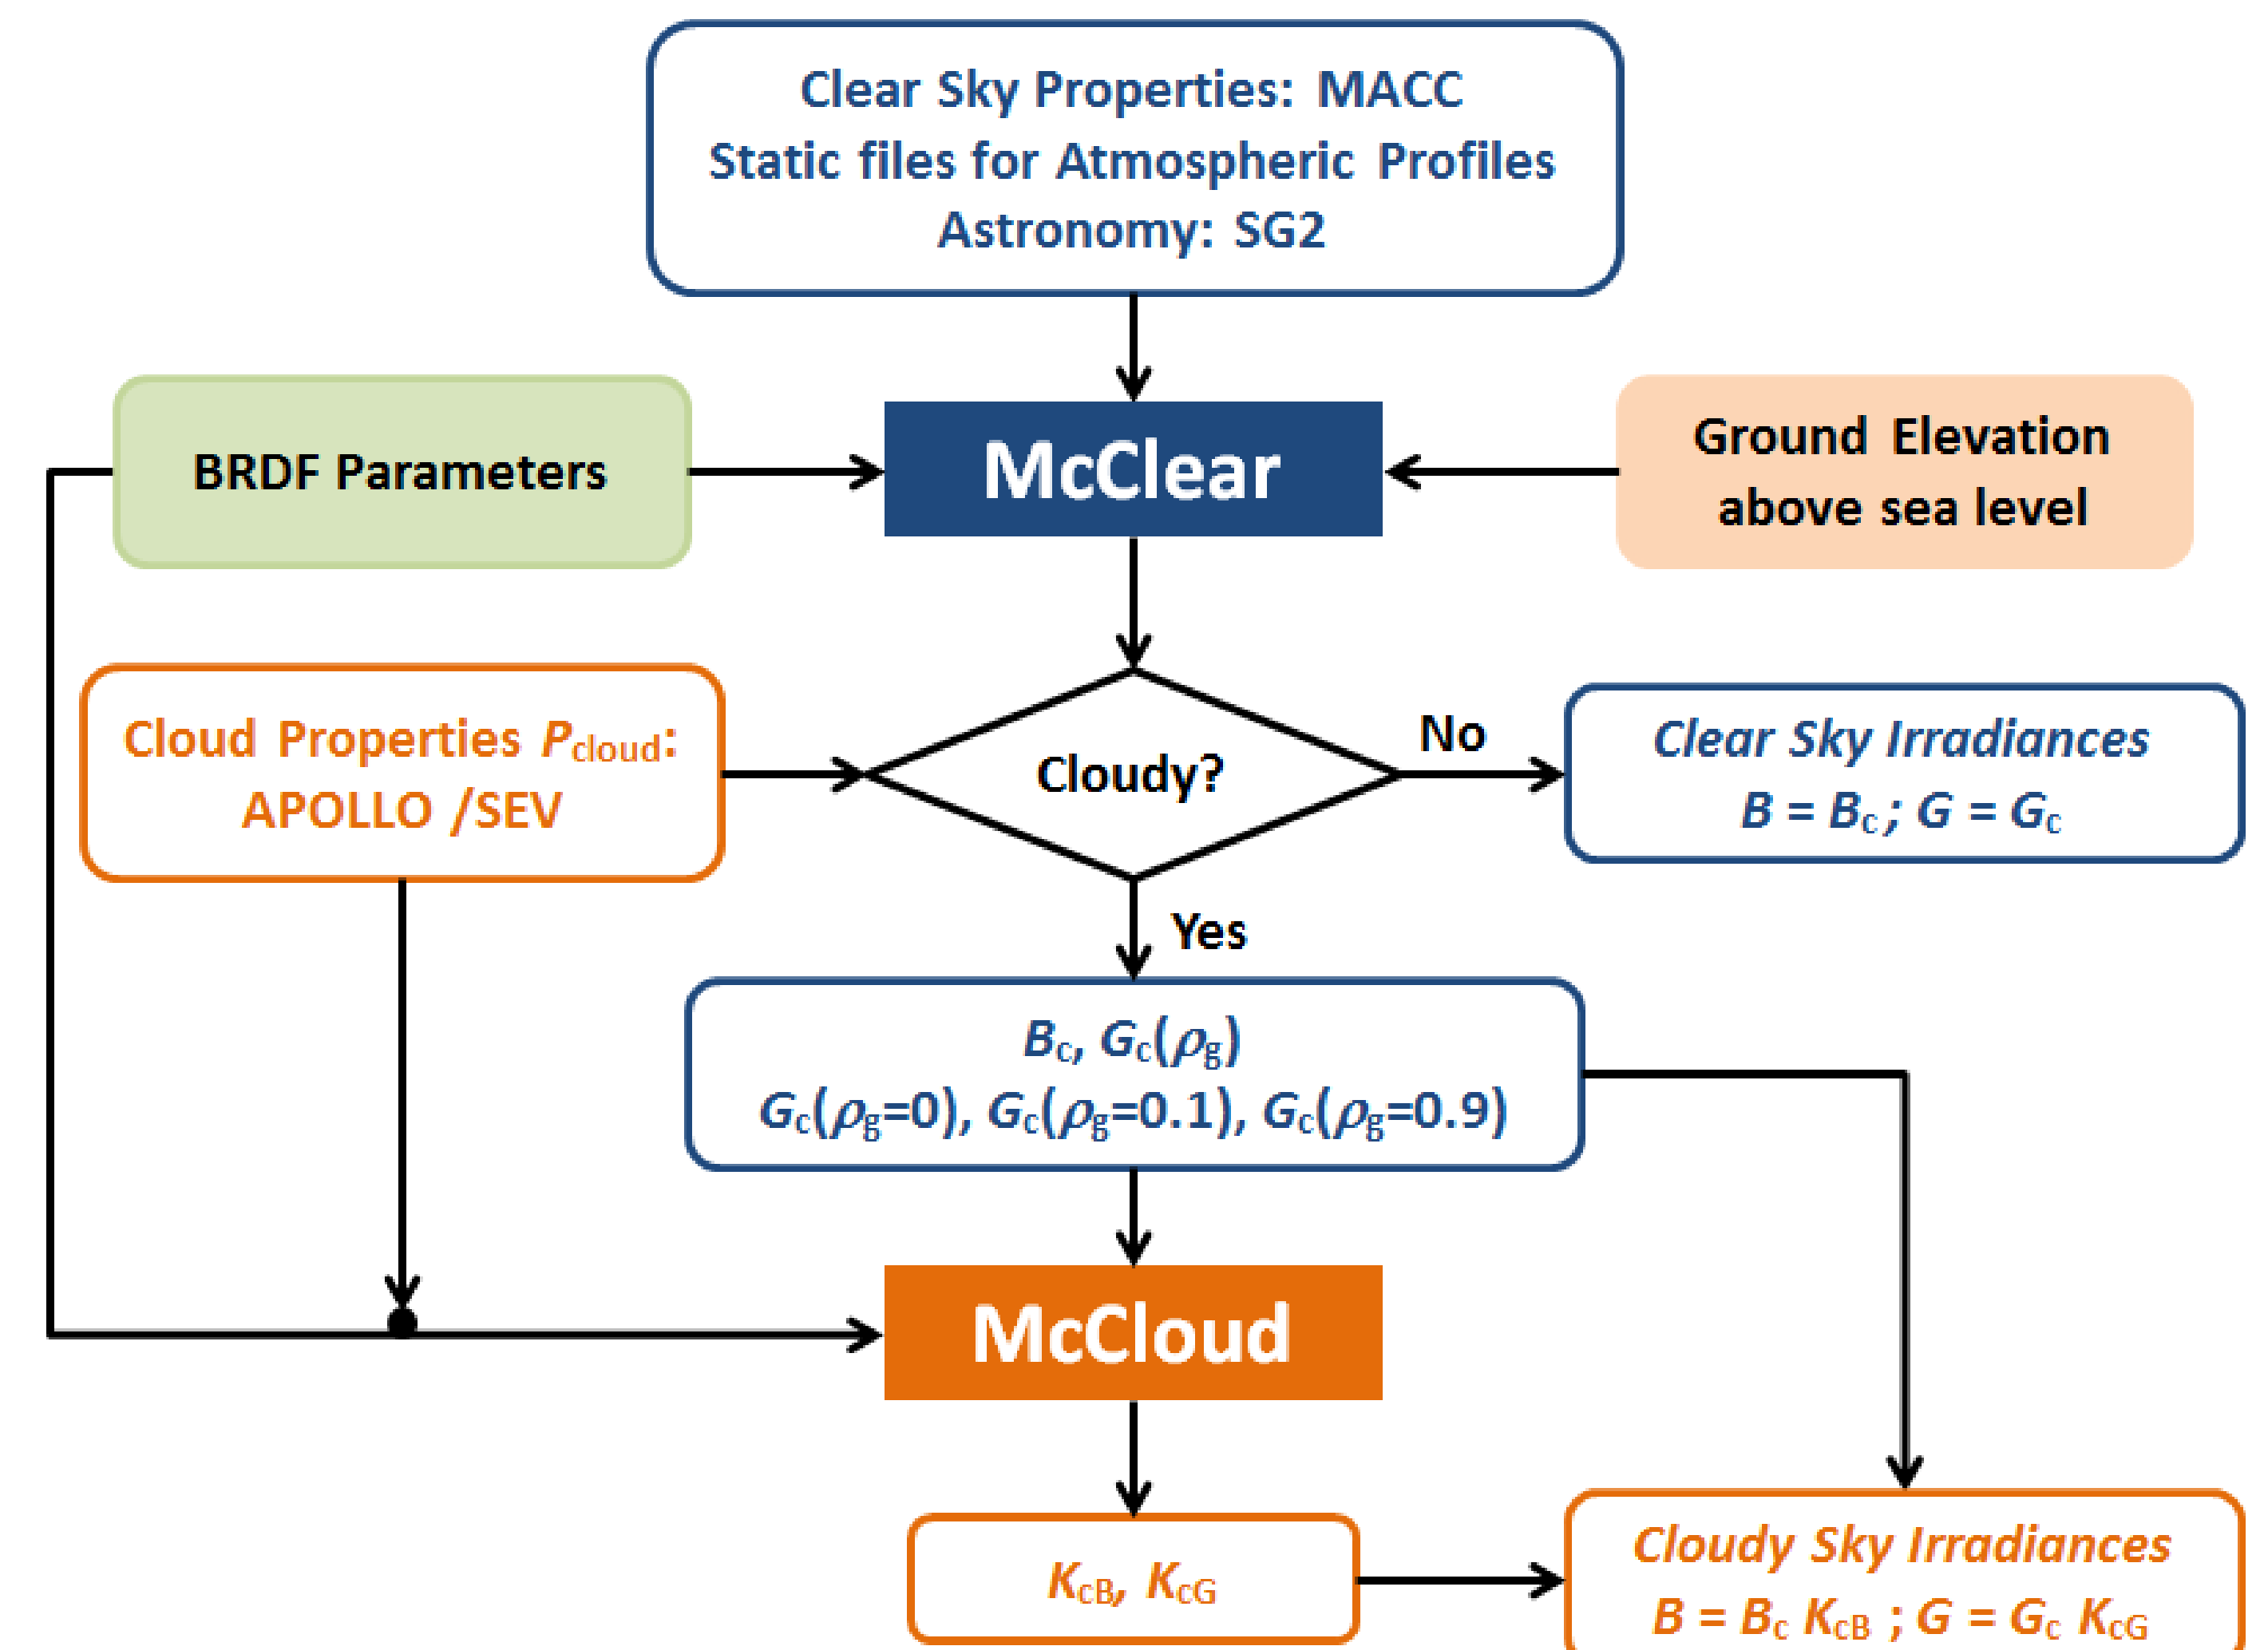 Clear Sky Properties: MACC
Static files for Atmospheric Profiles
Astronomy: SG2
BRDF Parameters
McClear
Ground Elevation
above sea level
Cloud Properties Pcloud:
APOLLO /SEV
Cloudy?
No
Clear Sky Irradiances
B = Bc ; G = Gc
Yes
Bc, Gc(ρg)
Gc(ρg=0), Gc(ρg=0.1), Gc(ρg=0.9)
McCloud
KcB, KcG
Cloudy Sky Irradiances
B = Bc KcB ; G = Gc KcG